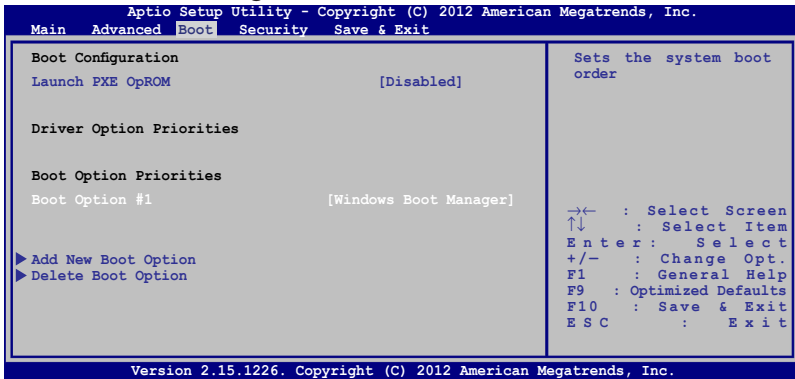 Aptio Setup Utility - Copyright (C) 2012 American Megatrends, Inc.
Main Advanced Boot Security Save & Exit
Boot Configuration
Launch PXE OpROM [Disabled]
Driver Option Priorities
Boot Option Priorities
Boot Option #1 [Windows Boot Manager]
Add New Boot Option
Delete Boot Option
Sets the system boot
order
→← : Select Screen
↑↓ : Select Item
Enter: Select
+/— : Change Opt.
F1 : General Help
F9 : Optimized Defaults
F10 : Save & Exit
ESC : Exit
Version 2.15.1226. Copyright (C) 2012 American Megatrends, Inc.